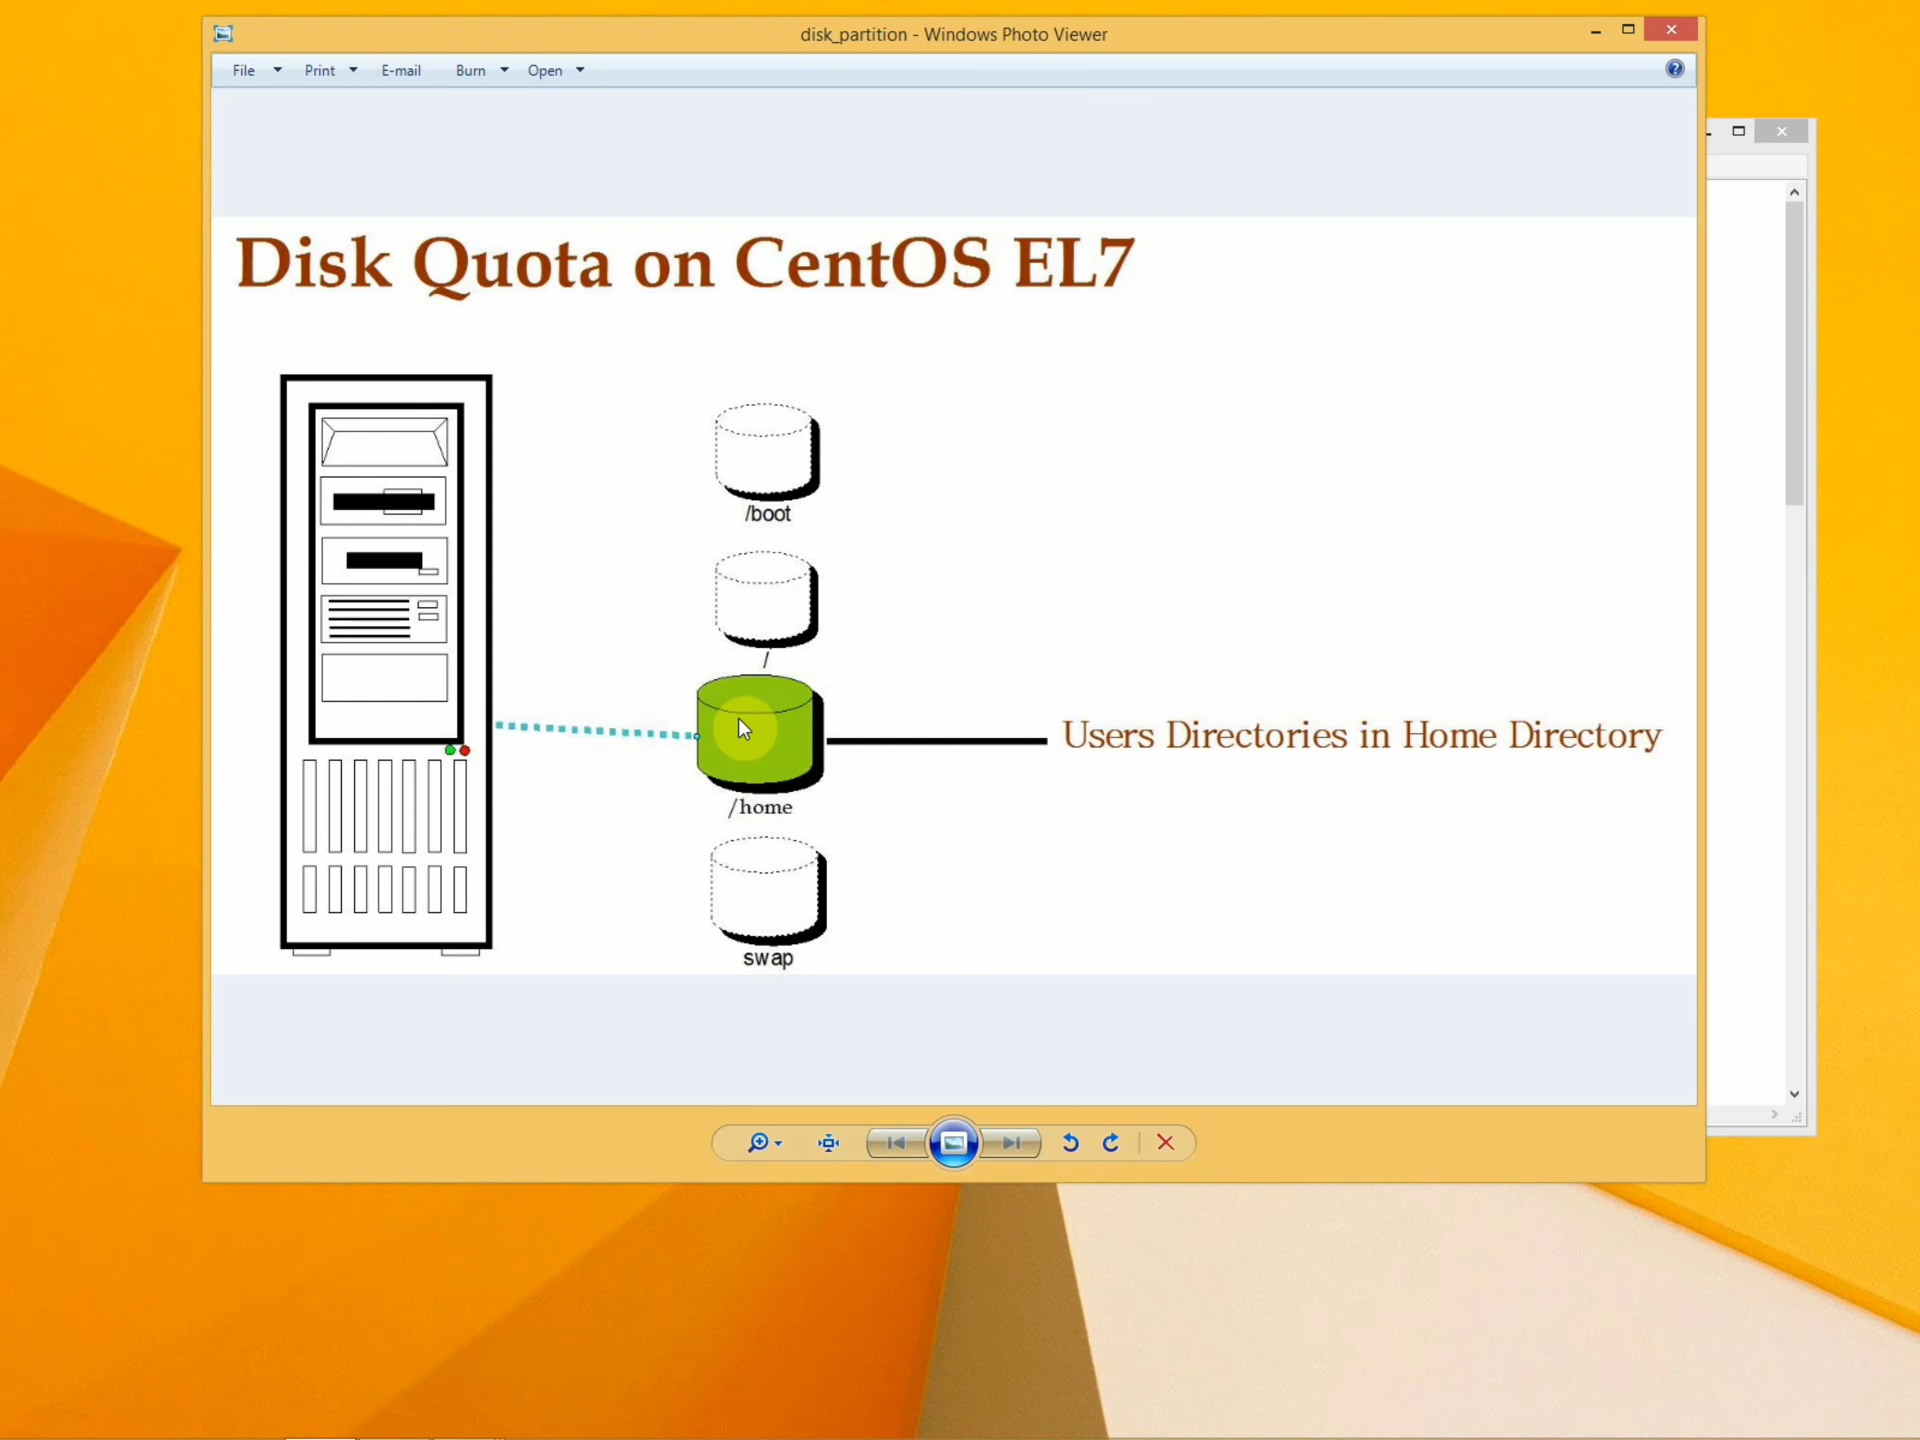 disk_partition - Windows Photo Viewer
File Print E-mail Burn Open
Disk Quota on CentOS EL7
/boot
/
Users Directories in Home Directory
/home
swap